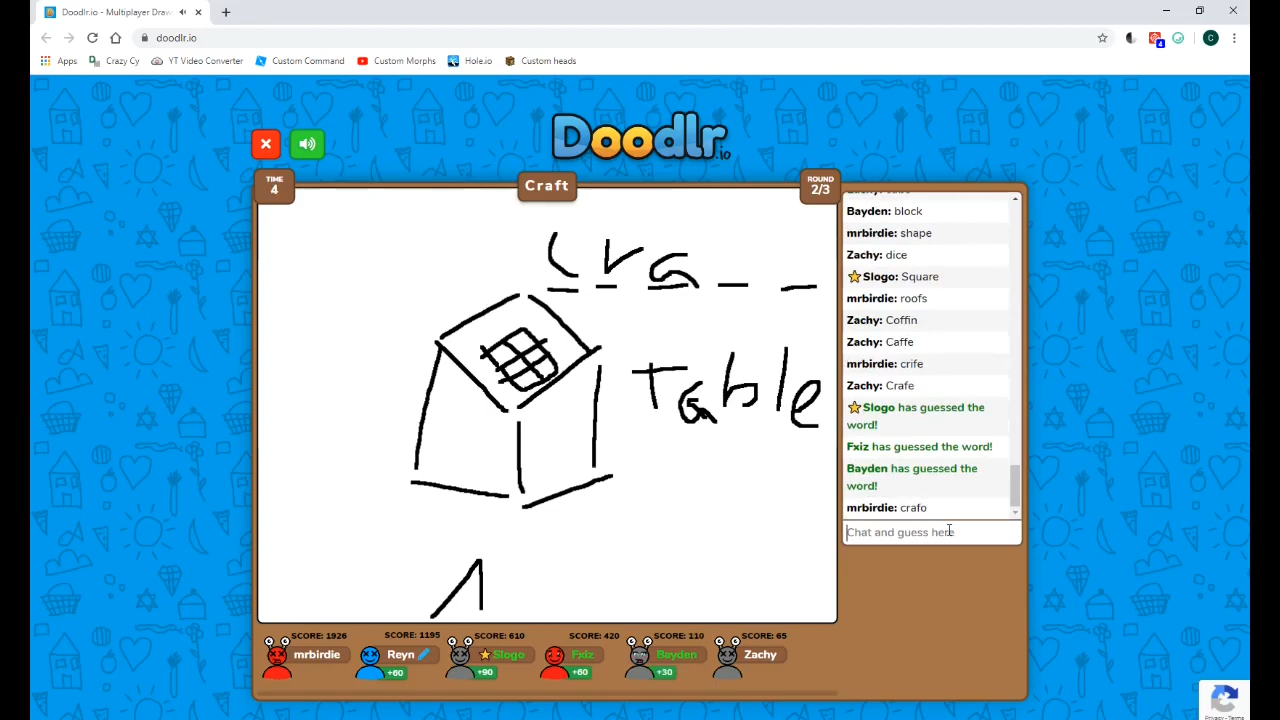 Doodlr.io - Multiplayer Draw
doodlr.io
Apps
Crazy Cy
YT Video Converter
Custom Command
Custom Morphs
Hole.io
Custom heads
4
C
Doodlr.io
TIME
4
Craft
ROUND
2/3
Cra _ _
Table
Bayden: block
mrbirdie: shape
Zachy: dice
Slogo: Square
mrbirdie: roofs
Zachy: Coffin
Zachy: Caffe
mrbirdie: crife
Zachy: Crafe
Slogo has guessed the
word!
Fxiz has guessed the word!
Bayden has guessed the
word!
mrbirdie: crafo
Chat and guess here
SCORE: 1926
mrbirdie
SCORE: 1195
Reyn
+60
SCORE: 610
Slogo
+90
SCORE: 420
Fxiz
+60
SCORE: 110
Bayden
+30
SCORE: 65
Zachy
Privacy - Terms